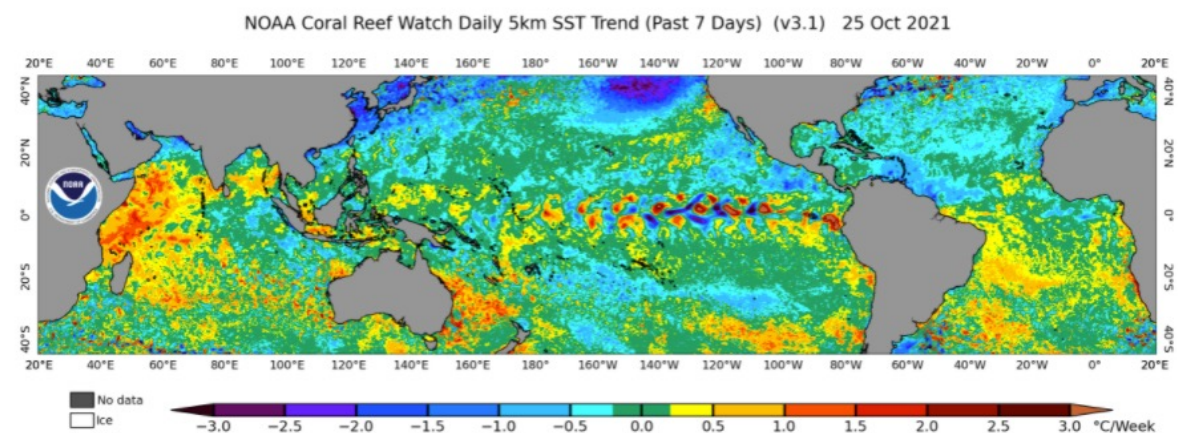 NOAA Coral Reef Watch Daily 5km SST Trend (Past 7 Days) (v3.1) 25 Oct 2021
20°E 40°E 60°E 80°E 100°E 120°E 140°E 160°E 180° 160°W 140°W 120°W 100°W 80°W 60°W 40°W 20°W 0° 20°E
40°N 40°N
20°N 20°N
NOAA
0° 0°
20°S 20°S
40°S 40°S
20°E 40°E 60°E 80°E 100°E 120°E 140°E 160°E 180° 160°W 140°W 120°W 100°W 80°W 60°W 40°W 20°W 0° 20°E
No data
Ice
−3.0 −2.5 −2.0 −1.5 −1.0 −0.5 0.0 0.5 1.0 1.5 2.0 2.5 3.0 °C/Week